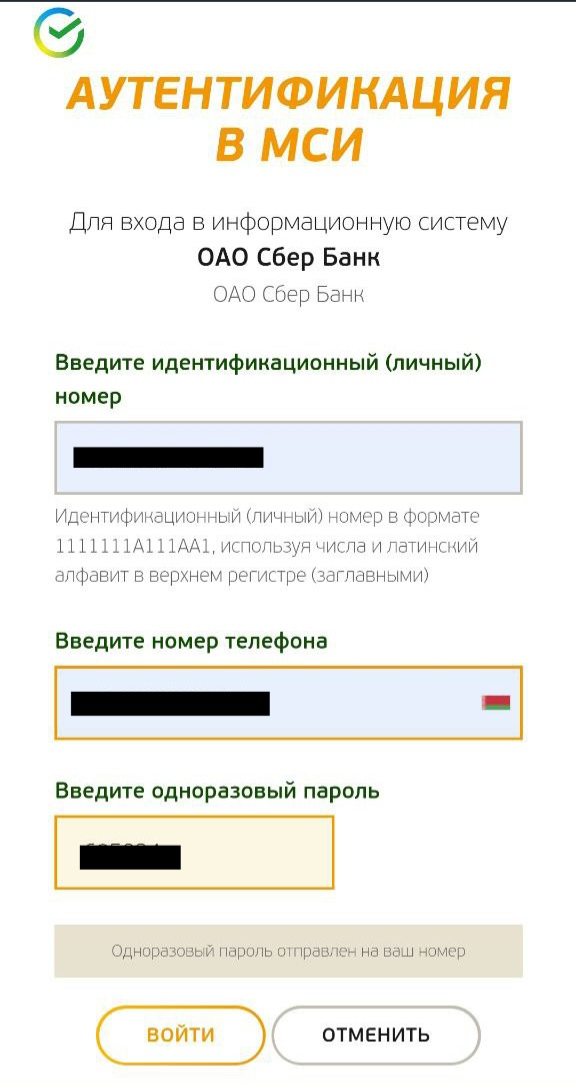 АУТЕНТИФИКАЦИЯ
В МСИ
Для входа в информационную систему
ОАО Сбер Банк
ОАО Сбер Банк
Введите идентификационный (личный)
номер
Идентификационный (личный) номер в формате
1111111A111AA1, используя числа и латинский
алфавит в верхнем регистре (заглавными)
Введите номер телефона
Введите одноразовый пароль
Одноразовый пароль отправлен на ваш номер
ВОЙТИ
ОТМЕНИТЬ